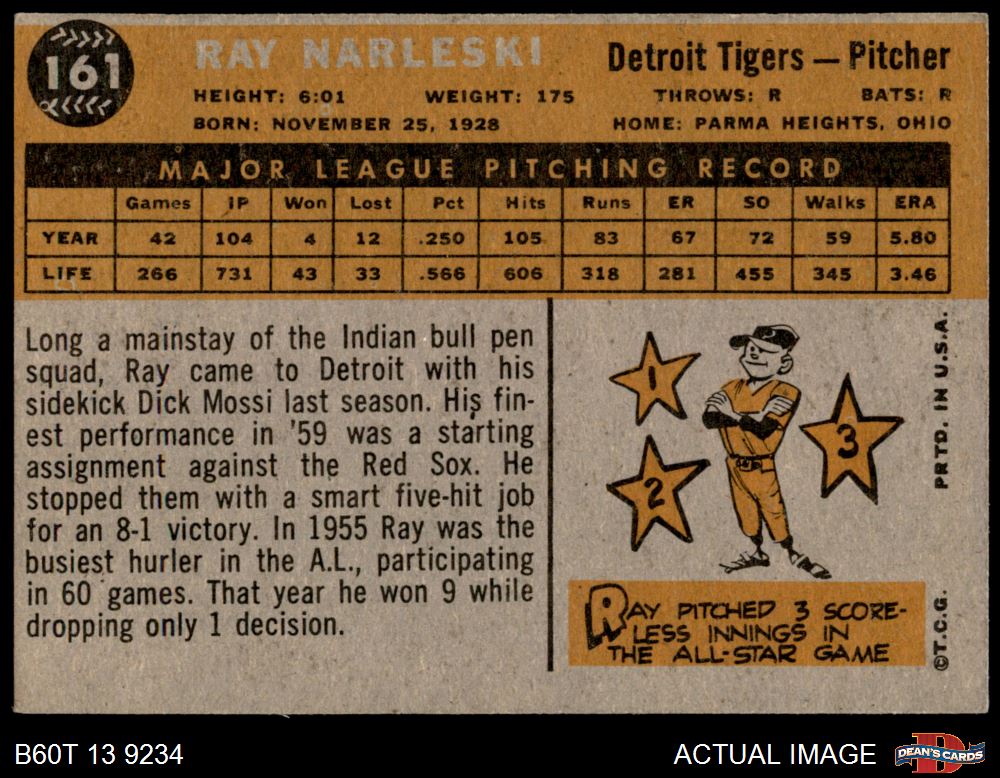 161
RAY NARLESKI
Detroit Tigers — Pitcher
HEIGHT: 6:01 WEIGHT: 175 THROWS: R BATS: R
BORN: NOVEMBER 25, 1928 HOME: PARMA HEIGHTS, OHIO
MAJOR LEAGUE PITCHING RECORD
Games IP Won Lost Pct Hits Runs ER SO Walks ERA
YEAR 42 104 4 12 .250 105 83 67 72 59 5.80
LIFE 266 731 43 33 .566 606 318 281 455 345 3.46
Long a mainstay of the Indian bull pen
squad, Ray came to Detroit with his
sidekick Dick Mossi last season. His fin-
est performance in '59 was a starting
assignment against the Red Sox. He
stopped them with a smart five-hit job
for an 8-1 victory. In 1955 Ray was the
busiest hurler in the A.L., participating
in 60 games. That year he won 9 while
dropping only 1 decision.
1
2
3
RAY PITCHED 3 SCORE-
LESS INNINGS IN
THE ALL-STAR GAME
©T.C.G. PRTD. IN U.S.A.
B60T 13 9234
ACTUAL IMAGE
DEAN'S CARDS